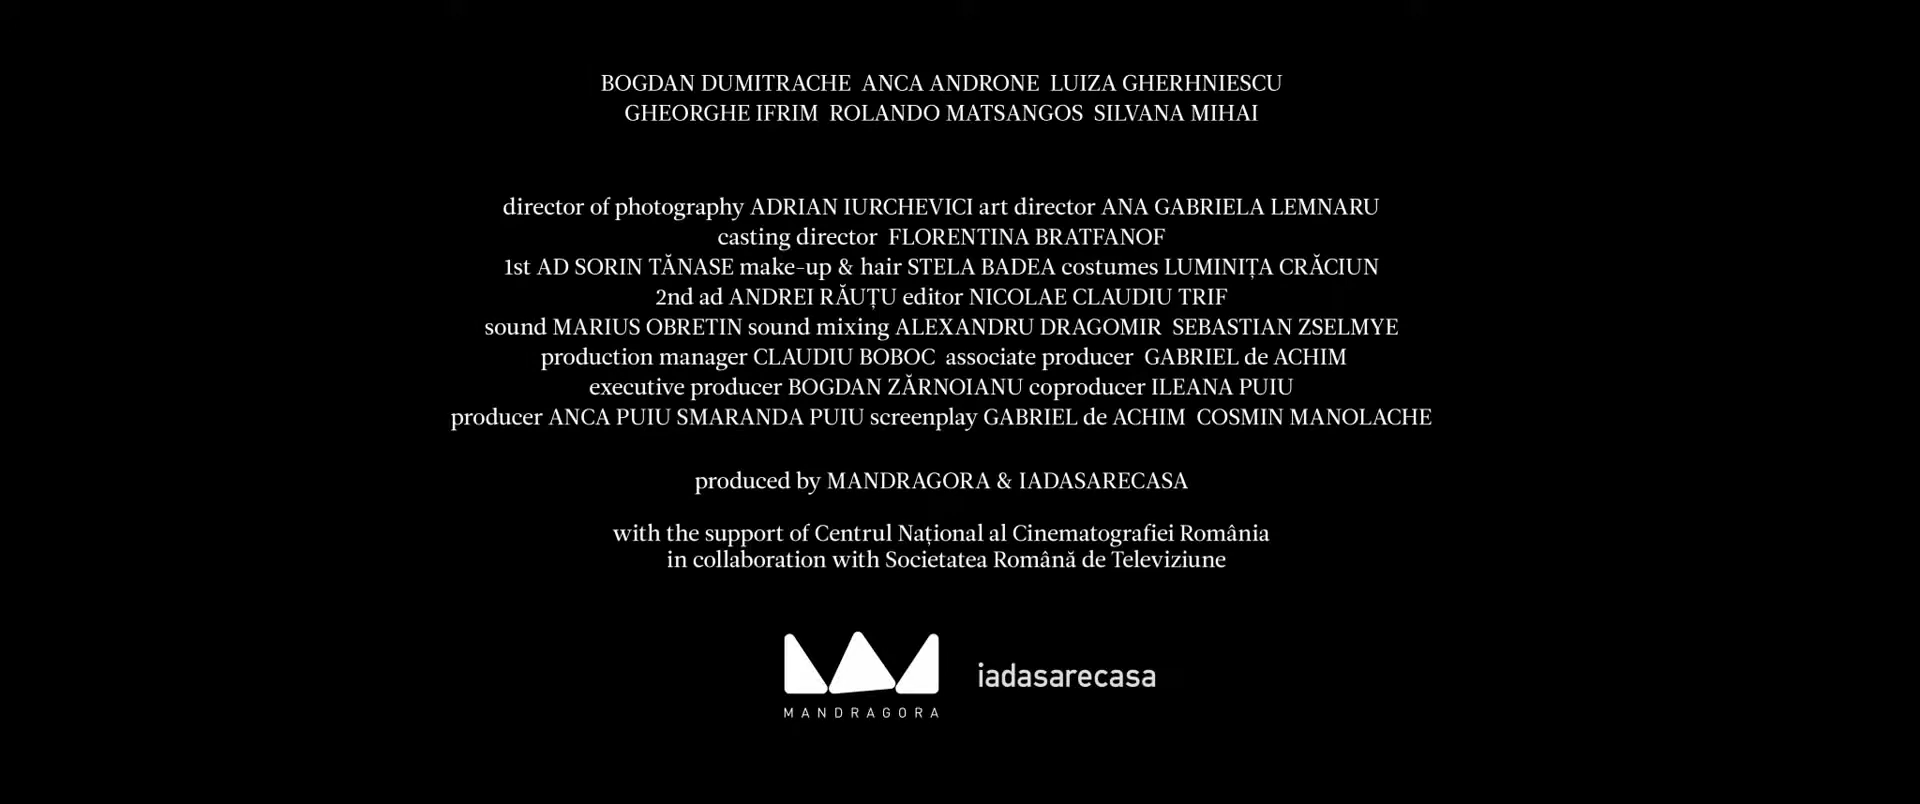 BOGDAN DUMITRACHE ANCA ANDRONE LUIZA GHERHNIESCU
GHEORGHE IFRIM ROLANDO MATSANGOS SILVANA MIHAI
director of photography ADRIAN IURCHEVICI art director ANA GABRIELA LEMNARU
casting director FLORENTINA BRATFANOF
1st AD SORIN TĂNASE make-up & hair STELA BADEA costumes LUMINIȚA CRĂCIUN
2nd ad ANDREI RĂUȚU editor NICOLAE CLAUDIU TRIF
sound MARIUS OBRETIN sound mixing ALEXANDRU DRAGOMIR SEBASTIAN ZSELMYE
production manager CLAUDIU BOBOC associate producer GABRIEL de ACHIM
executive producer BOGDAN ZĂRNOIANU coproducer ILEANA PUIU
producer ANCA PUIU SMARANDA PUIU screenplay GABRIEL de ACHIM COSMIN MANOLACHE
produced by MANDRAGORA & IADASARECASA
with the support of Centrul Național al Cinematografiei România
in collaboration with Societatea Română de Televiziune
MANDRAGORA
iadasarecasa